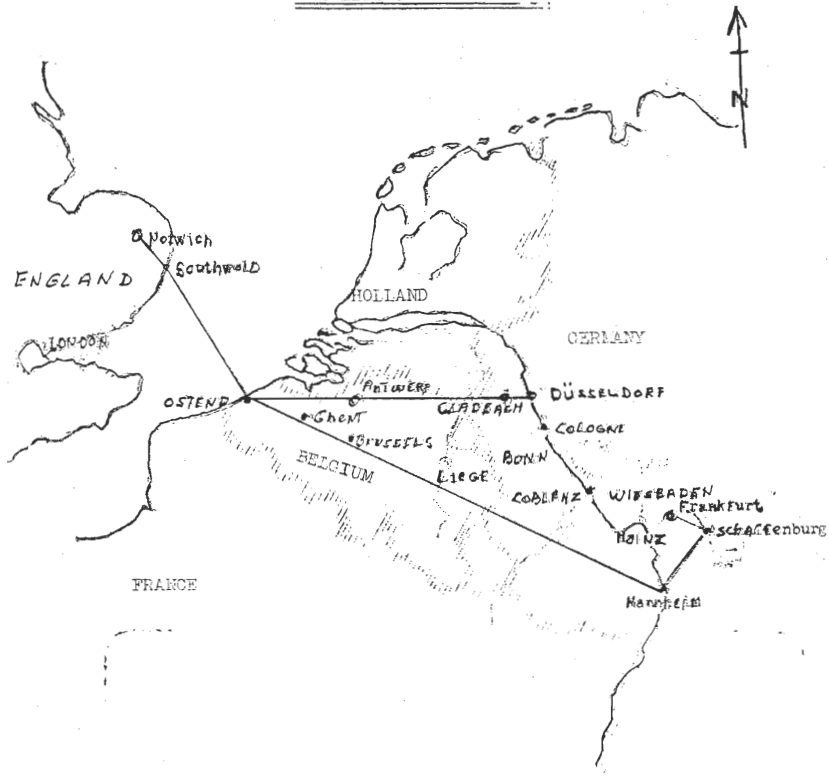 N
Norwich
Southwold
ENGLAND
HOLLAND
LONDON
GERMANY
ANTWERP
OSTEND
GLADBACH
DÜSSELDORF
Ghent
COLOGNE
BRUSSELS
BONN
BELGIUM
LIEGE
COBLENZ
WIESBADEN
Frankfurt
schaffenburg
MAINZ
FRANCE
Mannheim